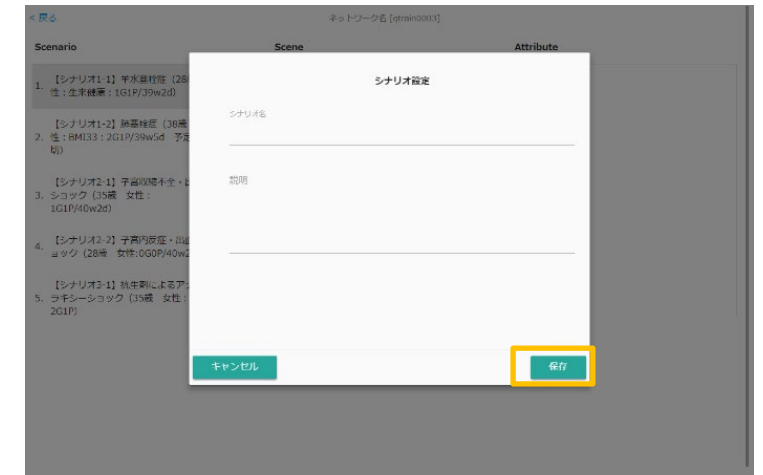 < 戻る
ネットワーク名 [qtrain0003]
Scenario
Scene
Attribute
シナリオ設定
1. 【シナリオ1-1】羊水塞栓症 (28
性：生来健康：1G1P/39w2d)
シナリオ名
2. 【シナリオ1-2】肺塞栓症 (38歳
性：BMI33：2G1P/39w5d 予定
切)
説明
3. 【シナリオ2-1】子宮収縮不全・
ショック (35歳 女性：
1G1P/40w2d)
4. 【シナリオ2-2】子宮内反症・出血
ョック (28歳 女性:0G0P/40w2
5. 【シナリオ3-1】抗生剤によるアナ
ラキシーショック (35歳 女性：
2G1P)
キャンセル
保存